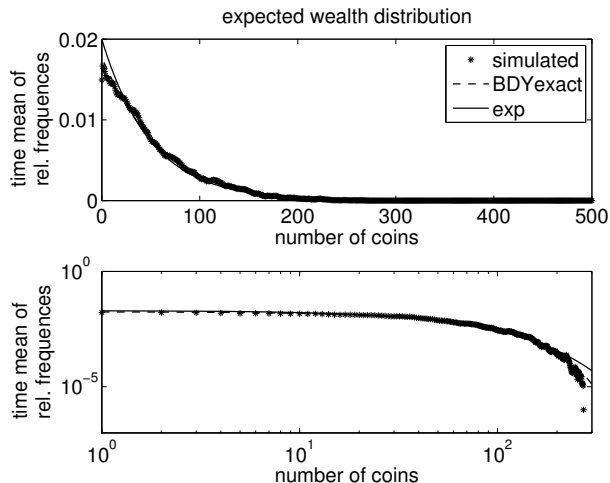 expected wealth distribution
time mean of
rel. frequences
0.02
0.01
0
0 100 200 300 400 500
number of coins
simulated
BDYexact
exp
time mean of
rel. frequences
10^0
10^-5
10^0 10^1 10^2
number of coins